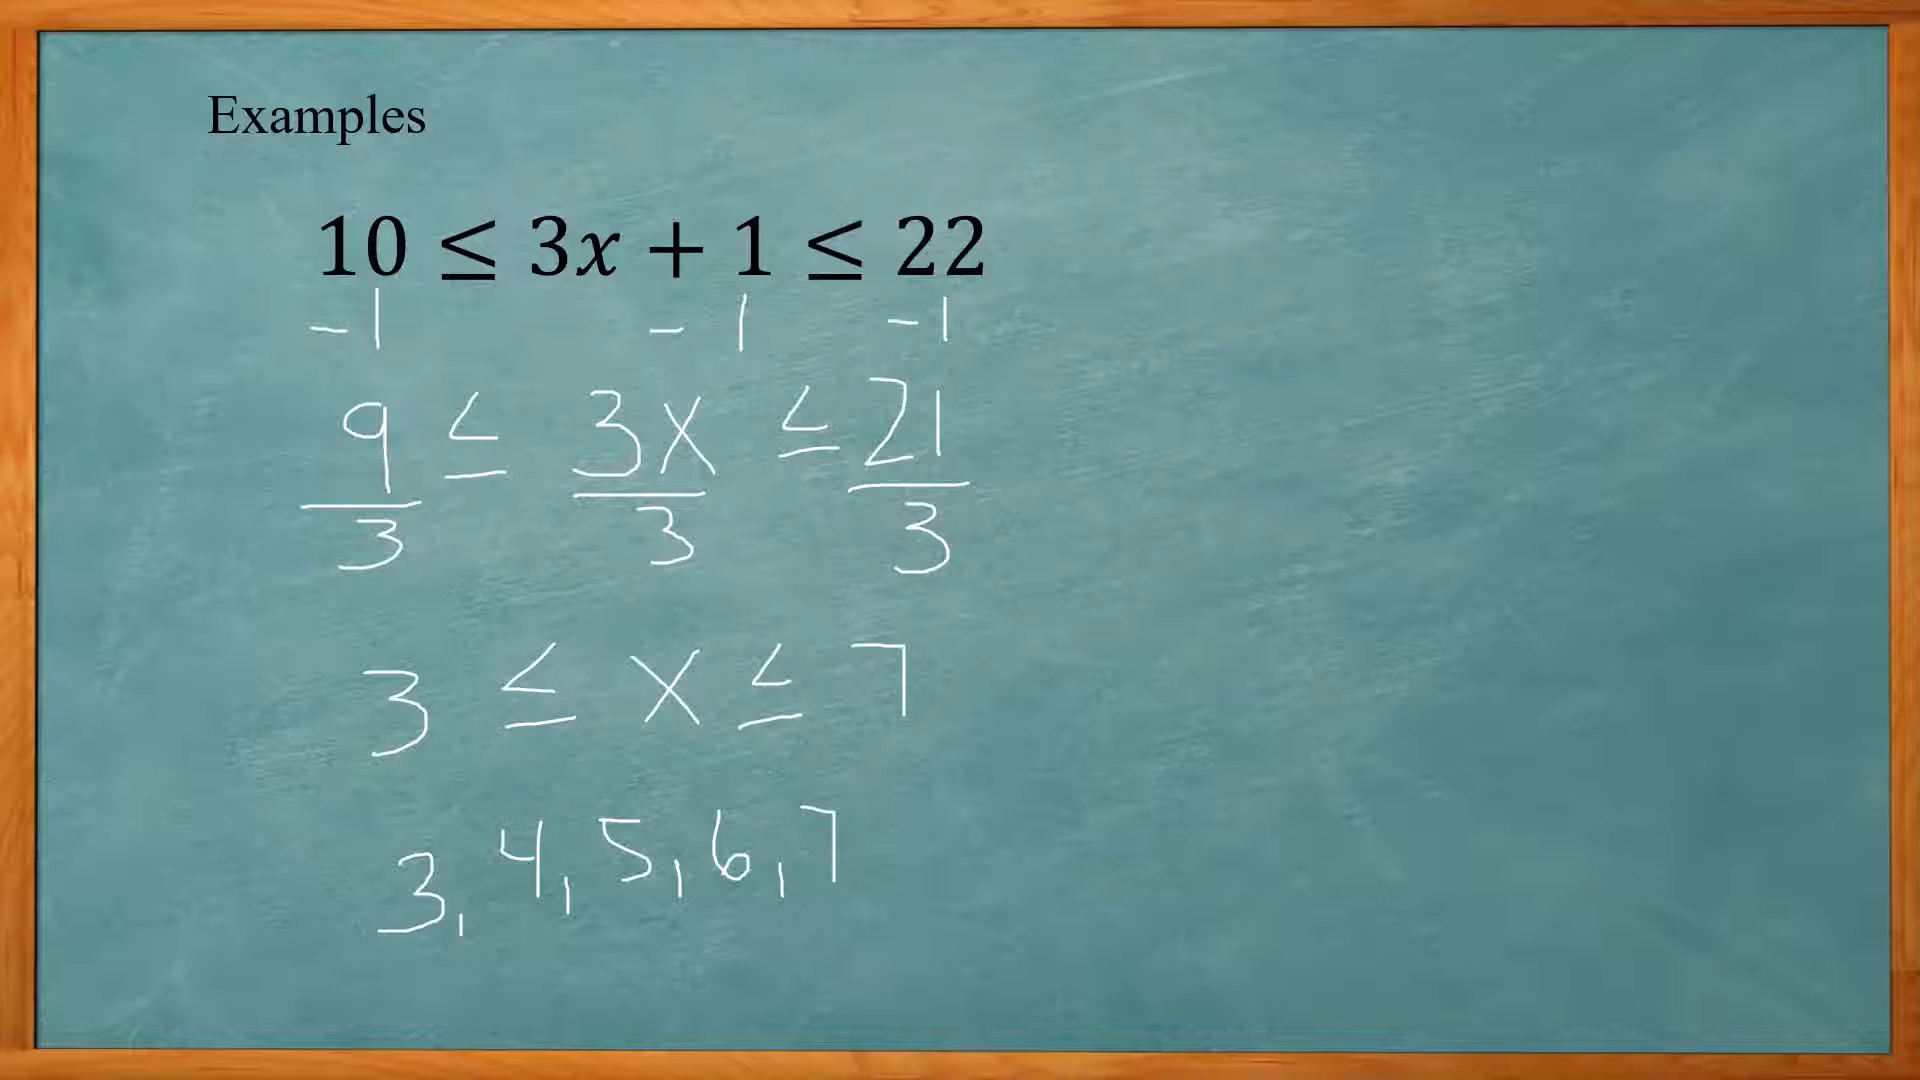 Examples
10 ≤ 3x + 1 ≤ 22
-1 -1 -1
9 ≤ 3x ≤ 21
3 3 3
3 ≤ x ≤ 7
3, 4, 5, 6, 7